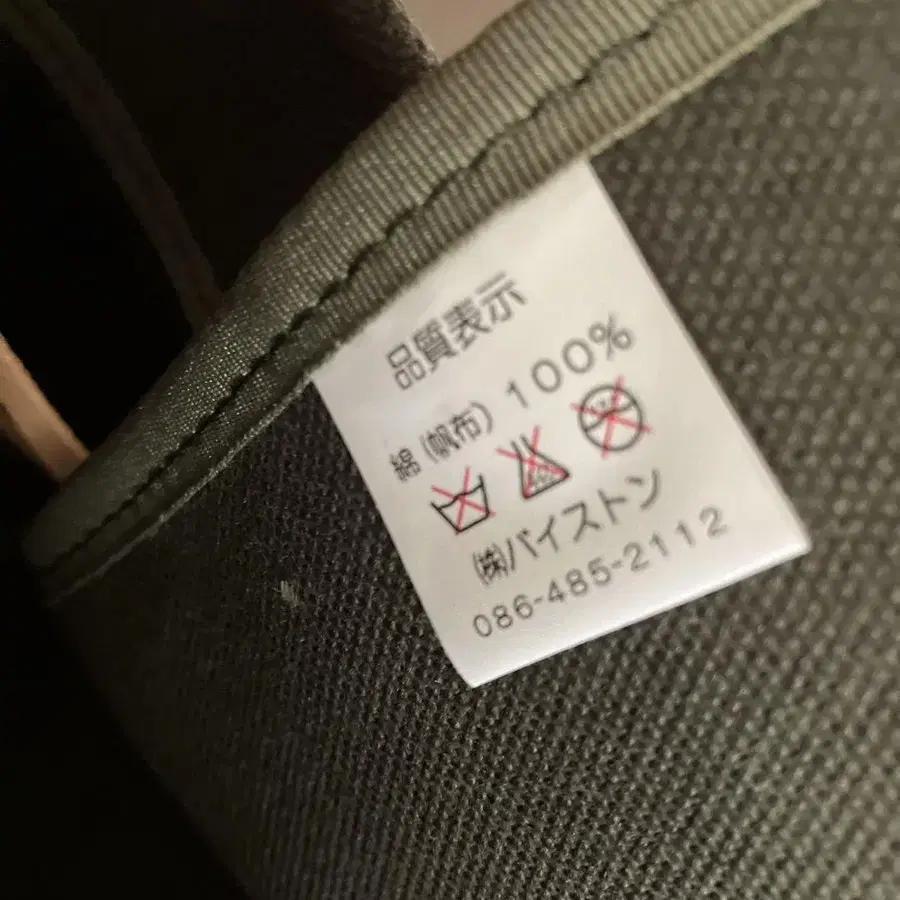 品質表示
綿(帆布) 100%
(株)バイストン
086-485-2112